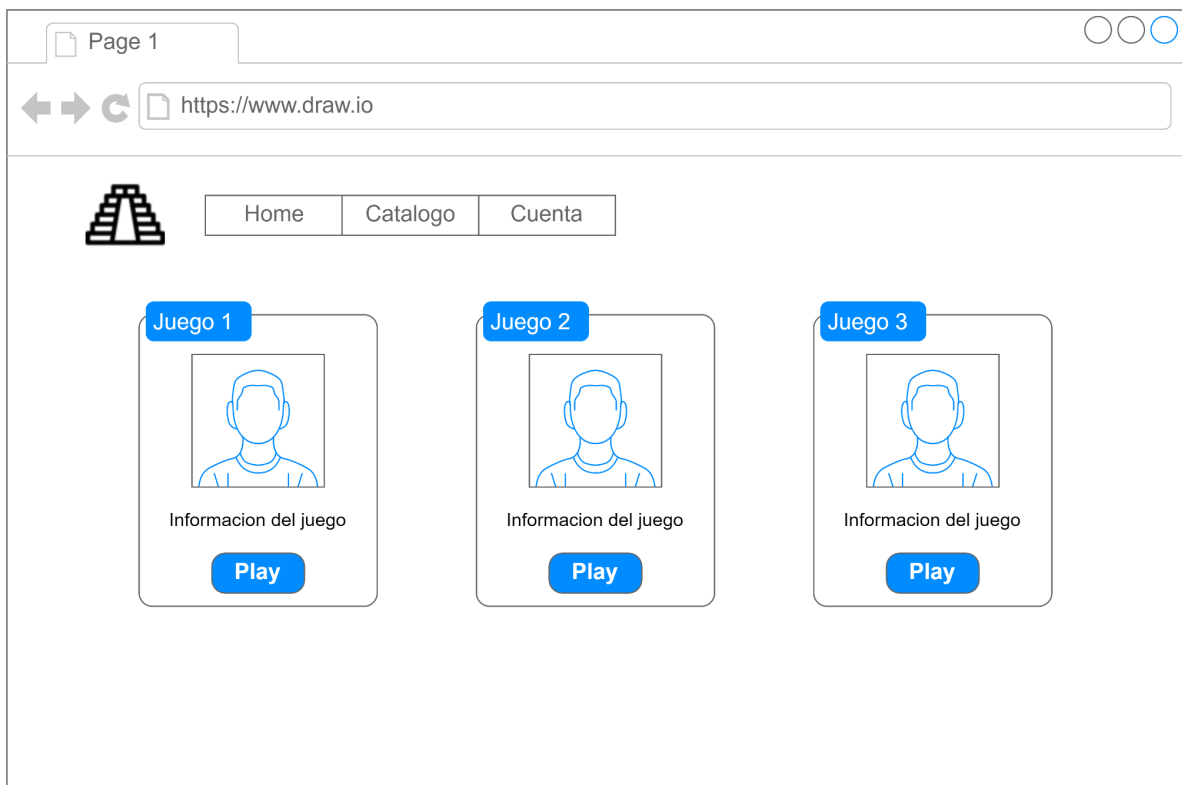 Page 1
https://www.draw.io
Home Catalogo Cuenta
Juego 1 Juego 2 Juego 3
Informacion del juego Informacion del juego Informacion del juego
Play Play Play